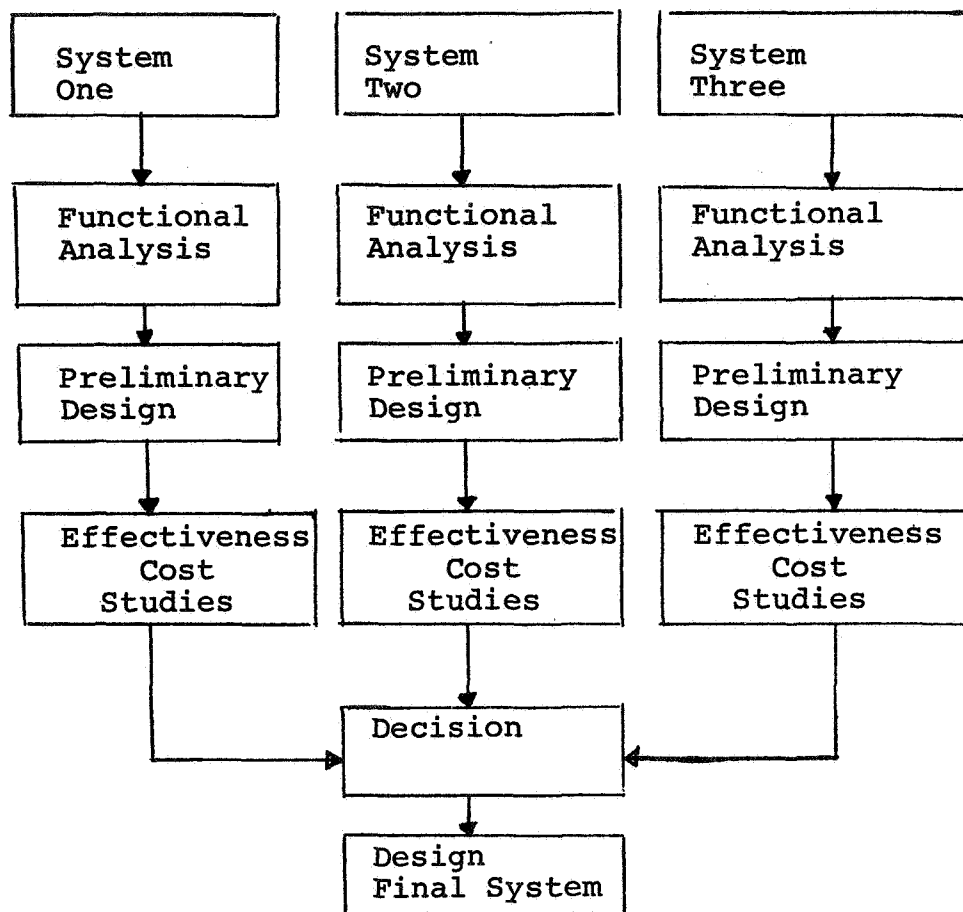 System
One
System
Two
System
Three
Functional
Analysis
Functional
Analysis
Functional
Analysis
Preliminary
Design
Preliminary
Design
Preliminary
Design
Effectiveness
Cost
Studies
Effectiveness
Cost
Studies
Effectiveness
Cost
Studies
Decision
Design
Final System